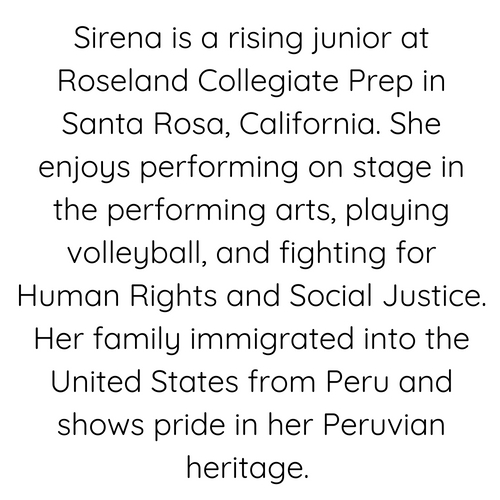 Sirena is a rising junior at
Roseland Collegiate Prep in
Santa Rosa, California. She
enjoys performing on stage in
the performing arts, playing
volleyball, and fighting for
Human Rights and Social Justice.
Her family immigrated into the
United States from Peru and
shows pride in her Peruvian
heritage.